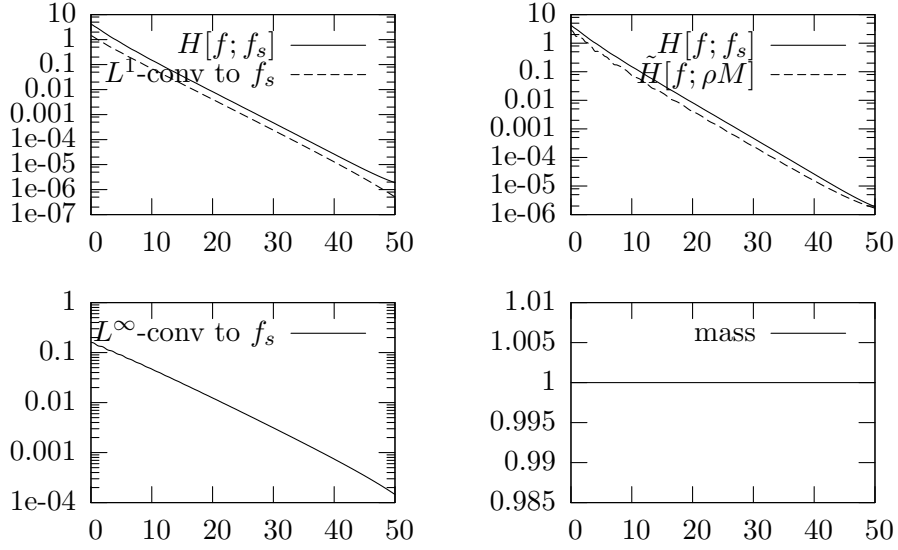 10
1
0.1
0.01
0.001
1e-04
1e-05
1e-06
1e-07
0 10 20 30 40 50
H[f; f_s]
L^1-conv to f_s
10
1
0.1
0.01
0.001
1e-04
1e-05
1e-06
0 10 20 30 40 50
H[f; f_s]
H̃[f; ρM]
1
0.1
0.01
0.001
1e-04
0 10 20 30 40 50
L^∞-conv to f_s
1.01
1.005
1
0.995
0.99
0.985
0 10 20 30 40 50
mass